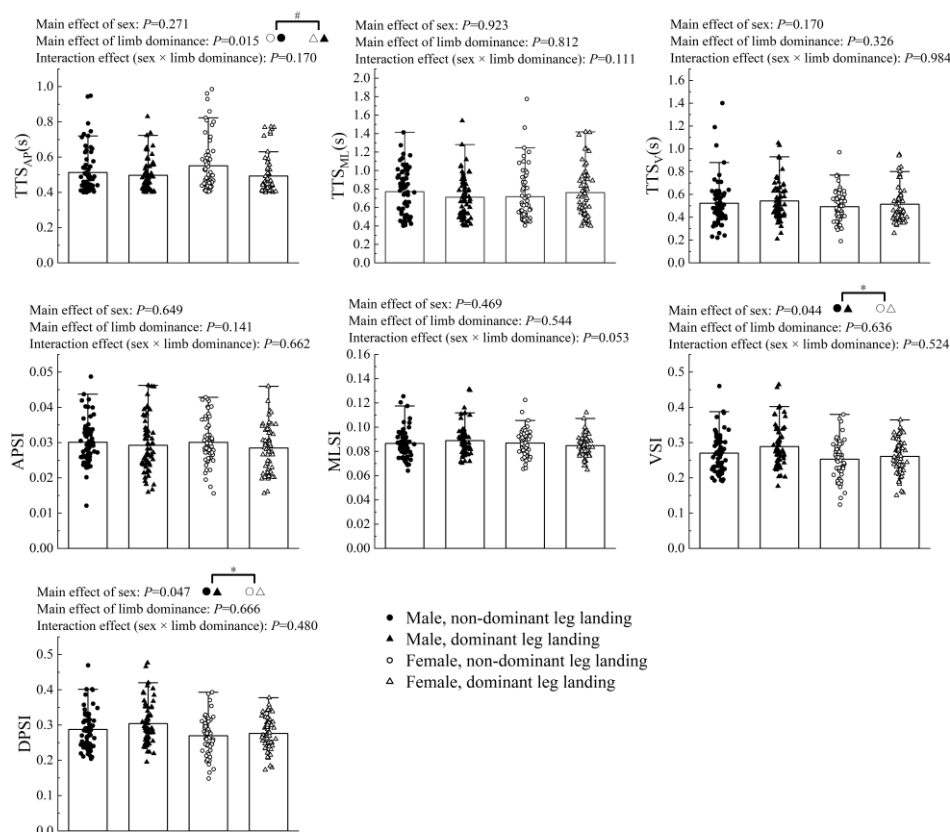 Main effect of sex: P=0.271
Main effect of limb dominance: P=0.015
#
Interaction effect (sex × limb dominance): P=0.170
TTS_AP(s)
1.0
0.8
0.6
0.4
0.2
0.0
Main effect of sex: P=0.923
Main effect of limb dominance: P=0.812
Interaction effect (sex × limb dominance): P=0.111
TTS_ML(s)
2.0
1.8
1.6
1.4
1.2
1.0
0.8
0.6
0.4
0.2
0.0
Main effect of sex: P=0.170
Main effect of limb dominance: P=0.326
Interaction effect (sex × limb dominance): P=0.984
TTS_V(s)
1.6
1.4
1.2
1.0
0.8
0.6
0.4
0.2
0.0
Main effect of sex: P=0.649
Main effect of limb dominance: P=0.141
Interaction effect (sex × limb dominance): P=0.662
APSI
0.05
0.04
0.03
0.02
0.01
0.00
Main effect of sex: P=0.469
Main effect of limb dominance: P=0.544
Interaction effect (sex × limb dominance): P=0.053
MLSI
0.16
0.14
0.12
0.10
0.08
0.06
0.04
0.02
0.00
*
Main effect of sex: P=0.044
Main effect of limb dominance: P=0.636
Interaction effect (sex × limb dominance): P=0.524
VSI
0.5
0.4
0.3
0.2
0.1
0.0
*
Main effect of sex: P=0.047
Main effect of limb dominance: P=0.666
Interaction effect (sex × limb dominance): P=0.480
DPSI
0.5
0.4
0.3
0.2
0.1
0.0
Male, non-dominant leg landing
Male, dominant leg landing
Female, non-dominant leg landing
Female, dominant leg landing